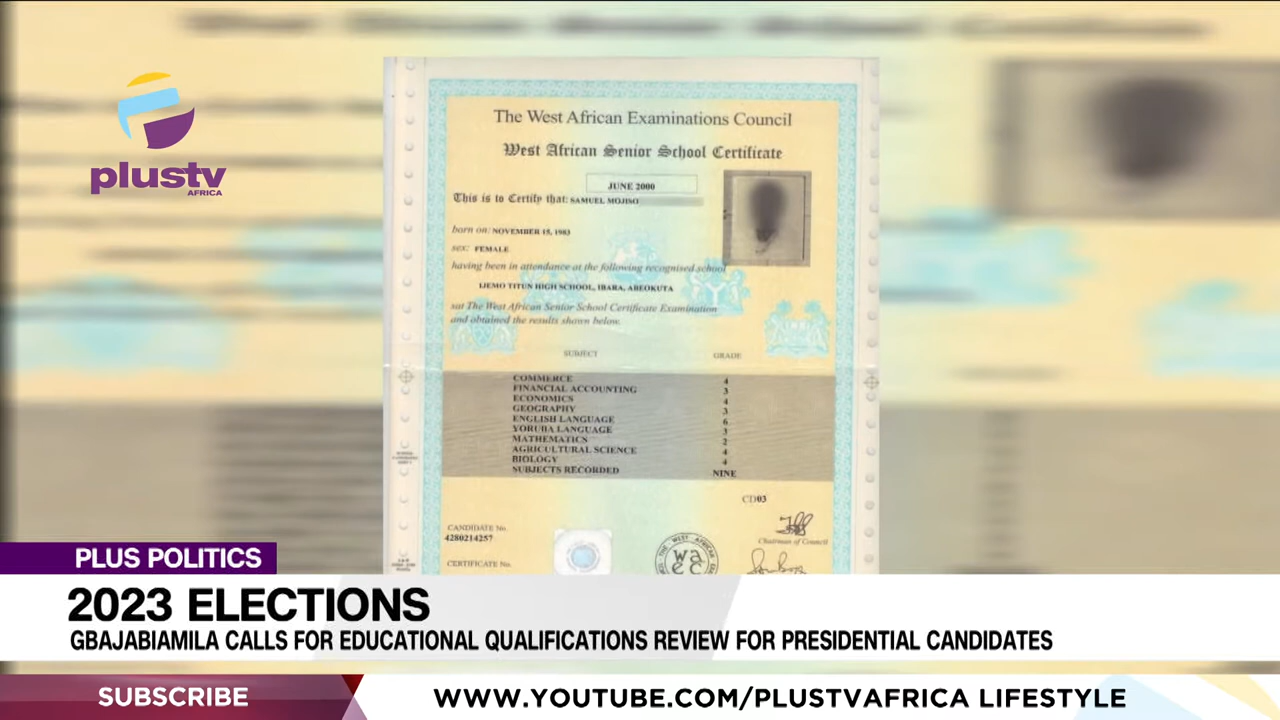 plustv
AFRICA
The West African Examinations Council
West African Senior School Certificate
JUNE 2000
This is to Certify that: SAMUEL MOJISO
born on: NOVEMBER 15, 1983
sex: FEMALE
having been in attendance at the following recognised school
IJEMO TITUN HIGH SCHOOL, IBARA, ABEOKUTA
sat The West African Senior School Certificate Examination
and obtained the results shown below.
SUBJECT GRADE
COMMERCE 4
FINANCIAL ACCOUNTING 3
ECONOMICS 4
GEOGRAPHY 3
ENGLISH LANGUAGE 6
YORUBA LANGUAGE 3
MATHEMATICS 2
AGRICULTURAL SCIENCE 4
BIOLOGY 4
SUBJECTS RECORDED NINE
CD03
CANDIDATE No.
4280214257
Chairman of Council
CERTIFICATE No.
THE WEST AFRICAN
waec
PLUS POLITICS
2023 ELECTIONS
GBAJABIAMILA CALLS FOR EDUCATIONAL QUALIFICATIONS REVIEW FOR PRESIDENTIAL CANDIDATES
SUBSCRIBE WWW.YOUTUBE.COM/PLUSTVAFRICA LIFESTYLE